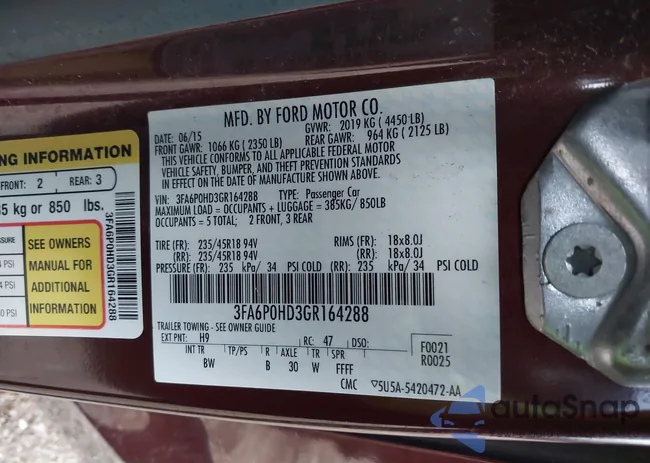 NG INFORMATION
FRONT: 2 REAR: 3
85 kg or 850 lbs.
SSURE SEE OWNERS
PSI MANUAL FOR
PSI ADDITIONAL
PSI INFORMATION
3FA6P0HD3GR164288
MFD. BY FORD MOTOR CO.
DATE: 06/15 GVWR: 2019 KG ( 4450 LB)
FRONT GAWR: 1066 KG ( 2350 LB) REAR GAWR: 964 KG ( 2125 LB)
THIS VEHICLE CONFORMS TO ALL APPLICABLE FEDERAL MOTOR
VEHICLE SAFETY, BUMPER, AND THEFT PREVENTION STANDARDS
IN EFFECT ON THE DATE OF MANUFACTURE SHOWN ABOVE.
VIN: 3FA6P0HD3GR164288 TYPE: Passenger Car
MAXIMUM LOAD = OCCUPANTS + LUGGAGE = 385KG/ 850LB
OCCUPANTS = 5 TOTAL; 2 FRONT, 3 REAR
TIRE (FR): 235/45R18 94V RIMS (FR): 18x8.0J
(RR): 235/45R18 94V (RR): 18x8.0J
PRESSURE (FR): 235 kPa/ 34 PSI COLD (RR): 235 kPa/ 34 PSI COLD
3FA6P0HD3GR164288
TRAILER TOWING - SEE OWNER GUIDE
EXT PNT: H9 RC: 47 DSO: F0021
R0025
INT TR TP/PS R AXLE TR SPR
BW B 30 W FFFF
CMC 5U5A-5420472-AA
autoSnap